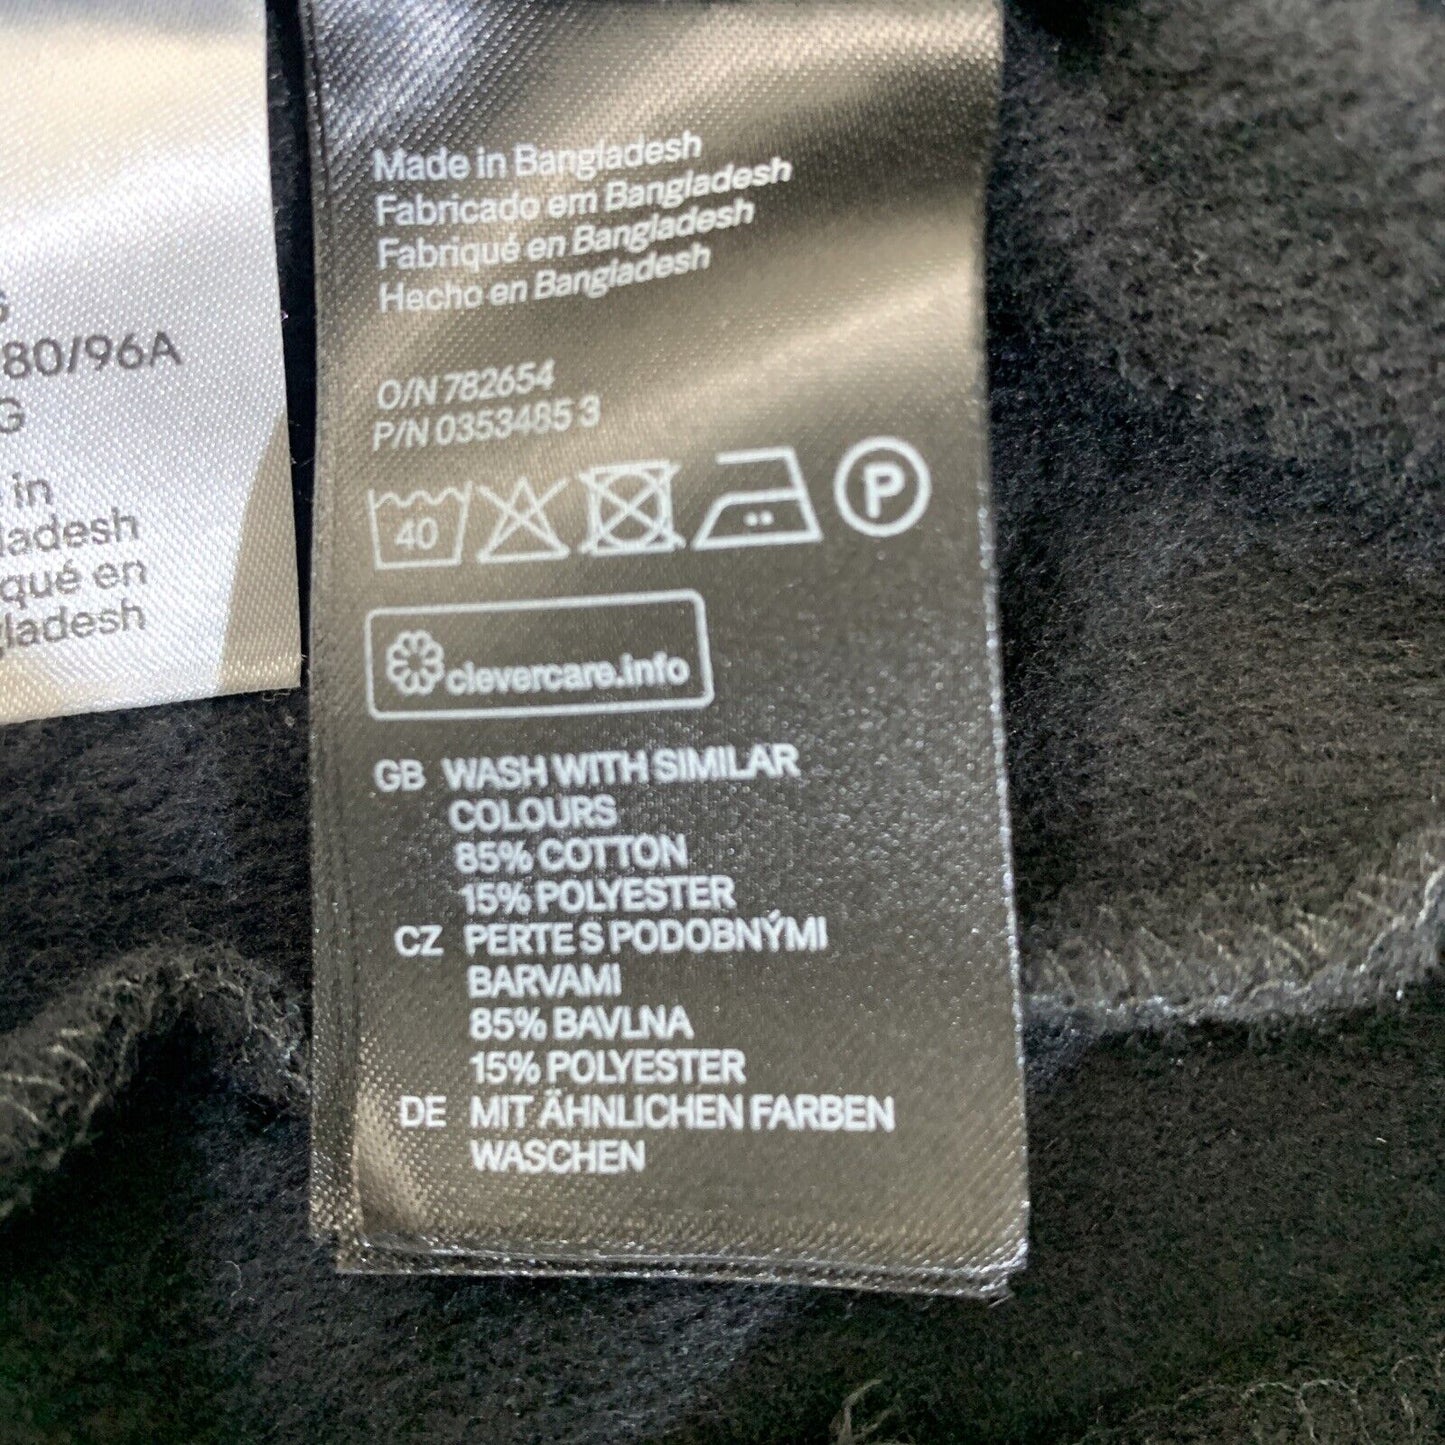 80/96A
G
in
ladesh
qué en
gladesh
Made in Bangladesh
Fabricado em Bangladesh
Fabriqué en Bangladesh
Hecho en Bangladesh
O/N 782654
P/N 0353485 3
40
P
clevercare.info
GB WASH WITH SIMILAR
COLOURS
85% COTTON
15% POLYESTER
CZ PERTE S PODOBNÝMI
BARVAMI
85% BAVLNA
15% POLYESTER
DE MIT ÄHNLICHEN FARBEN
WASCHEN